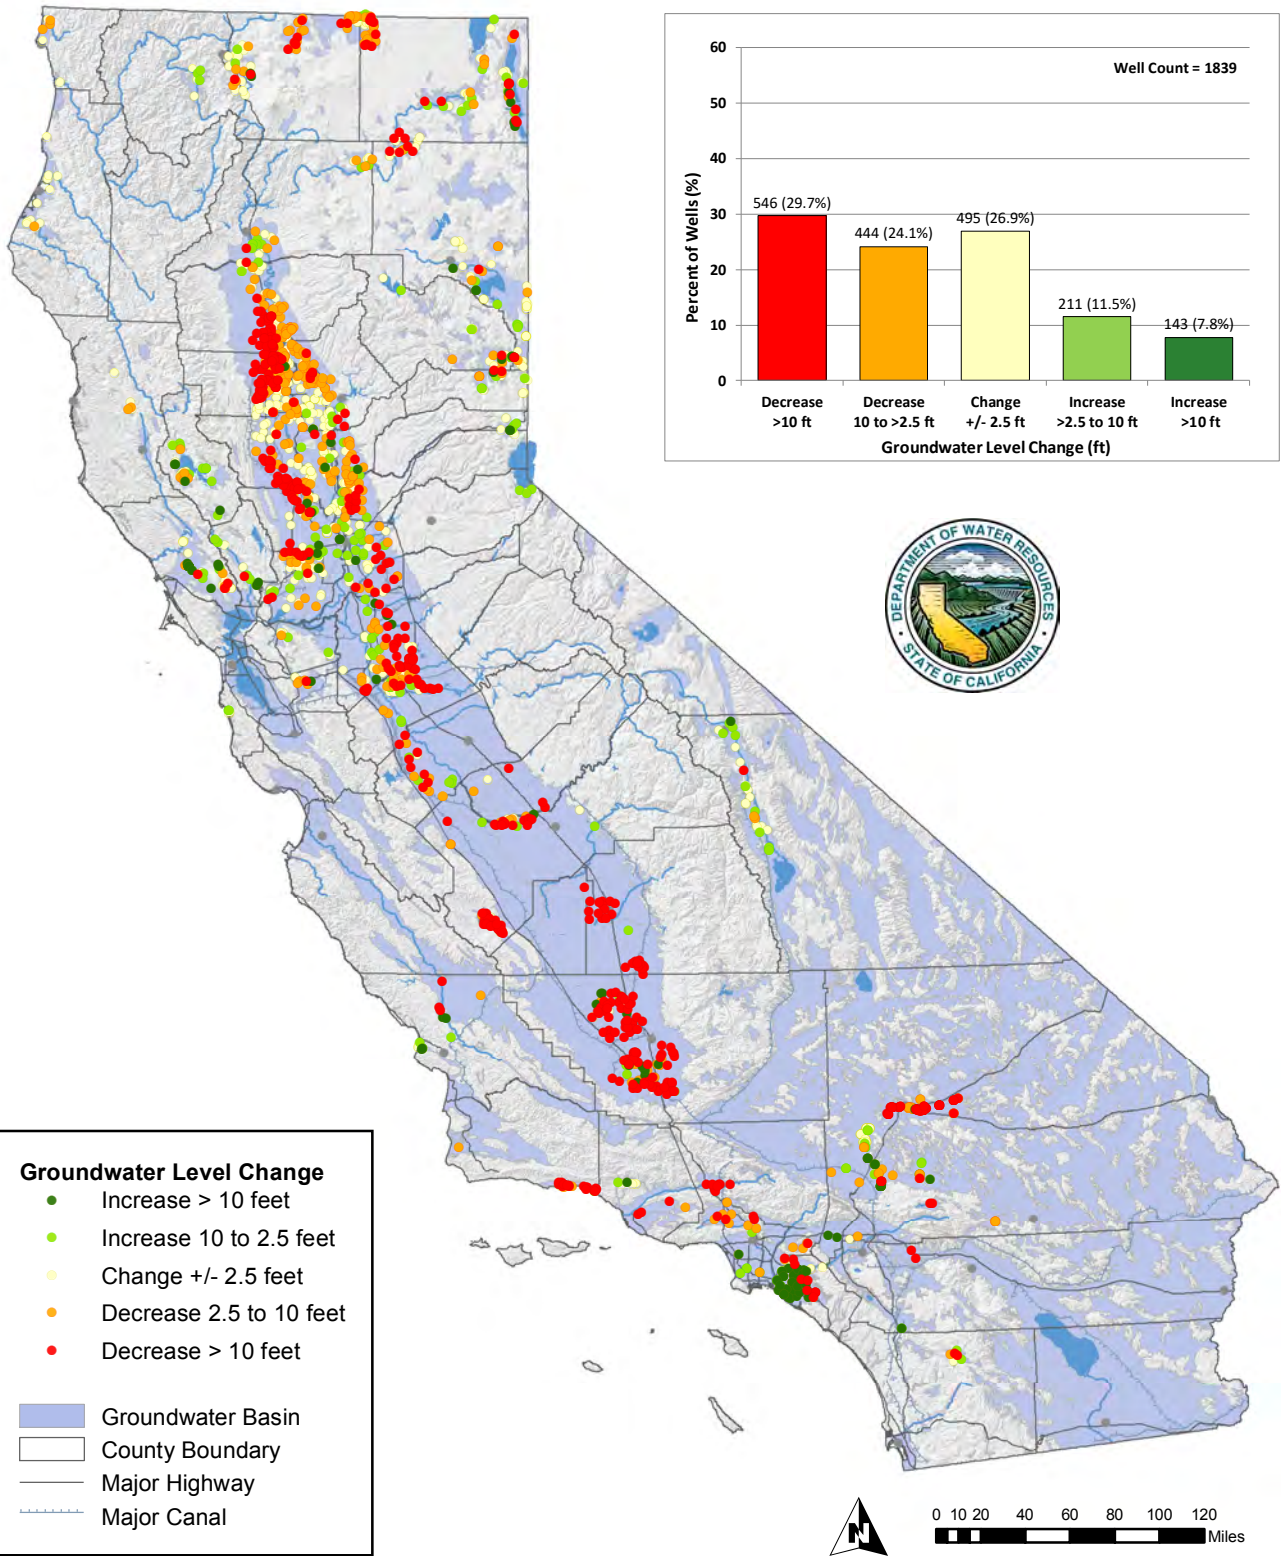 Well Count = 1839
60
50
40
30
20
10
0
Percent of Wells (%)
546 (29.7%)
444 (24.1%)
495 (26.9%)
211 (11.5%)
143 (7.8%)
Decrease >10 ft
Decrease 10 to >2.5 ft
Change +/- 2.5 ft
Increase >2.5 to 10 ft
Increase >10 ft
Groundwater Level Change (ft)
DEPARTMENT OF WATER RESOURCES
STATE OF CALIFORNIA
Groundwater Level Change
Increase > 10 feet
Increase 10 to 2.5 feet
Change +/- 2.5 feet
Decrease 2.5 to 10 feet
Decrease > 10 feet
Groundwater Basin
County Boundary
Major Highway
Major Canal
N
0 10 20 40 60 80 100 120
Miles